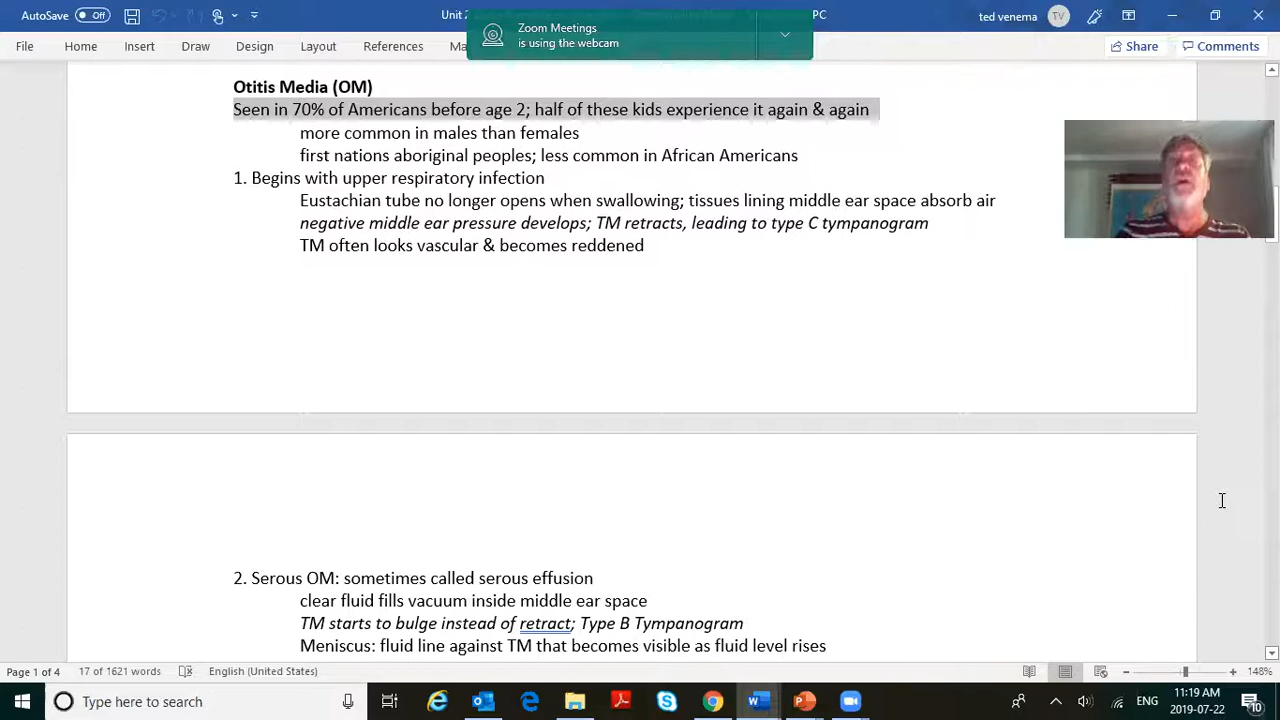 AutoSave Off
Unit 2
PC
ted venema
TV
Zoom Meetings
is using the webcam
File Home Insert Draw Design Layout References Ma
Share Comments
Otitis Media (OM)
Seen in 70% of Americans before age 2; half of these kids experience it again & again
more common in males than females
first nations aboriginal peoples; less common in African Americans
1. Begins with upper respiratory infection
Eustachian tube no longer opens when swallowing; tissues lining middle ear space absorb air
negative middle ear pressure develops; TM retracts, leading to type C tympanogram
TM often looks vascular & becomes reddened
2. Serous OM: sometimes called serous effusion
clear fluid fills vacuum inside middle ear space
TM starts to bulge instead of retract; Type B Tympanogram
Meniscus: fluid line against TM that becomes visible as fluid level rises
Page 1 of 4 17 of 1621 words English (United States) 148%
Type here to search
ENG
11:19 AM
2019-07-22
10